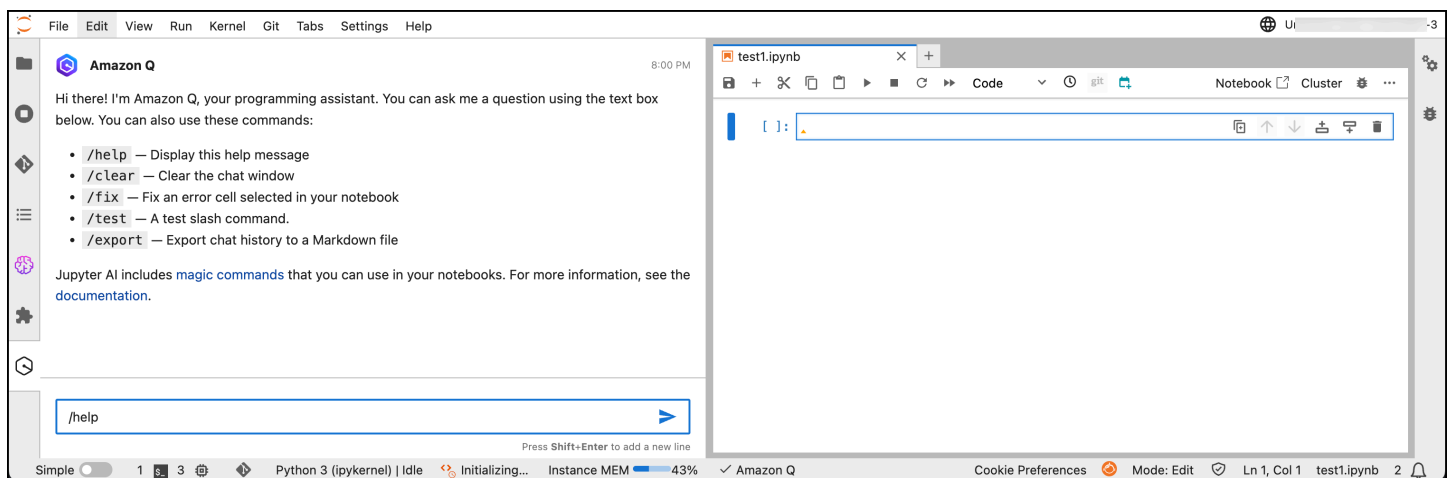 File Edit View Run Kernel Git Tabs Settings Help
-3
Amazon Q
8:00 PM
Hi there! I'm Amazon Q, your programming assistant. You can ask me a question using the text box
below. You can also use these commands:
• /help — Display this help message
• /clear — Clear the chat window
• /fix — Fix an error cell selected in your notebook
• /test — A test slash command.
• /export — Export chat history to a Markdown file
Jupyter AI includes magic commands that you can use in your notebooks. For more information, see the
documentation.
/help
Press Shift+Enter to add a new line
test1.ipynb
Code git Notebook Cluster
[ ]:
Simple 1 3 Python 3 (ipykernel) | Idle Initializing... Instance MEM 43% Amazon Q Cookie Preferences Mode: Edit Ln 1, Col 1 test1.ipynb 2